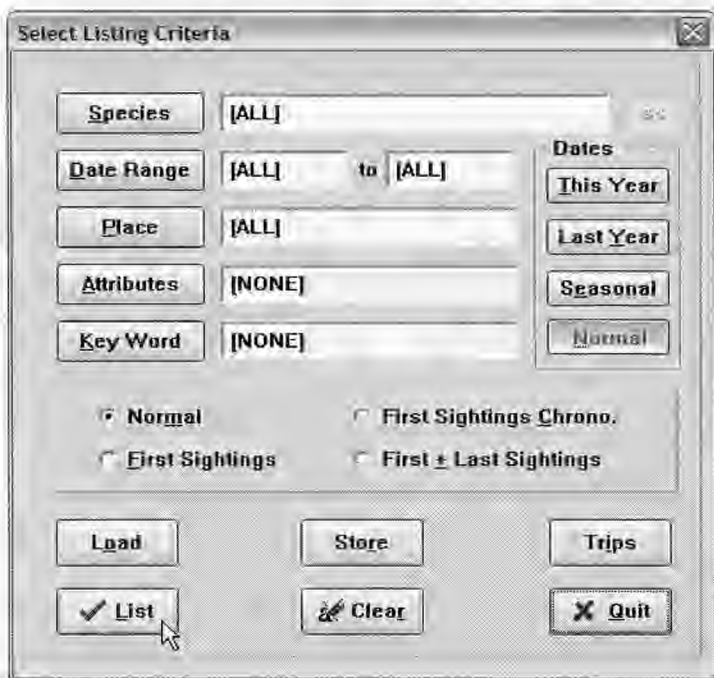 Select Listing Criteria
Species [ALL] <<
Date Range [ALL] to [ALL]
Dates
This Year
Place [ALL]
Last Year
Attributes [NONE]
Seasonal
Key Word [NONE]
Normal
Normal First Sightings Chrono.
First Sightings First + Last Sightings
Load Store Trips
List Clear Quit